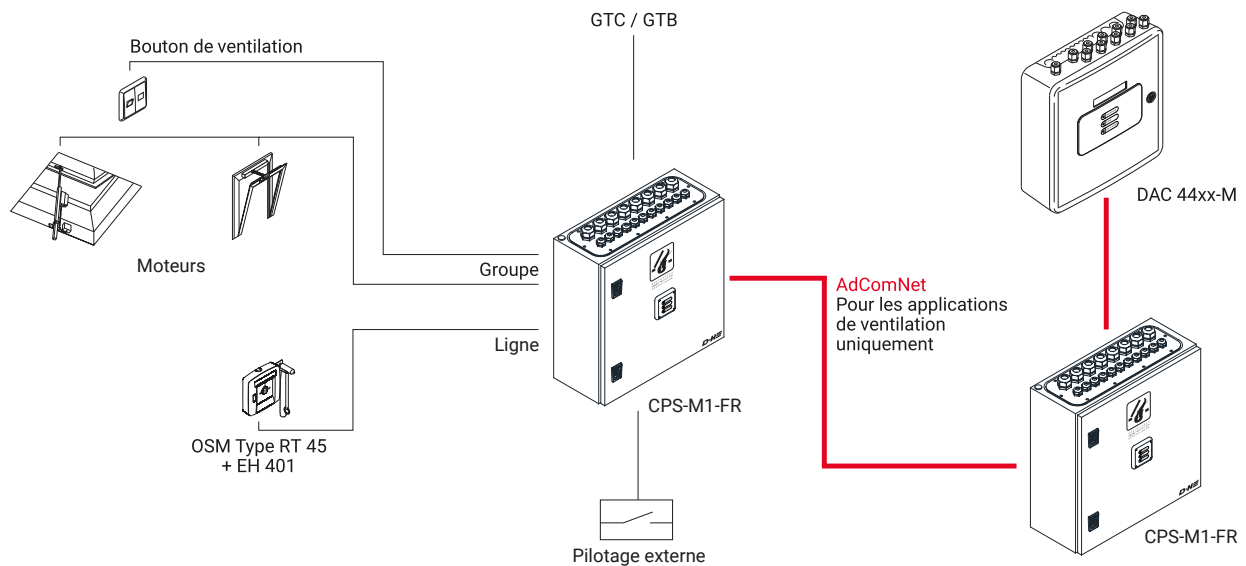 GTC / GTB
Bouton de ventilation
DAC 44xx-M
Moteurs
Groupe
AdComNet
Pour les applications
de ventilation
uniquement
Ligne
D+H
CPS-M1-FR
OSM Type RT 45
+ EH 401
D+H
CPS-M1-FR
Pilotage externe